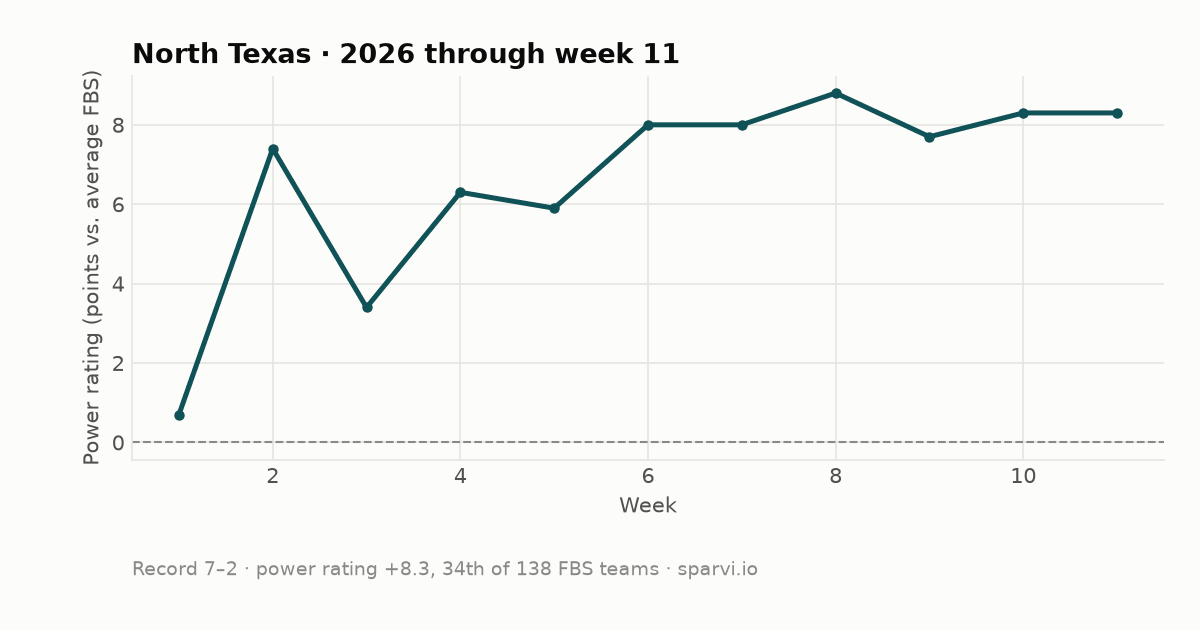 North Texas · 2026 through week 11
Power rating (points vs. average FBS)
8
6
4
2
0
2 4 6 8 10
Week
Record 7–2 · power rating +8.3, 34th of 138 FBS teams · sparvi.io